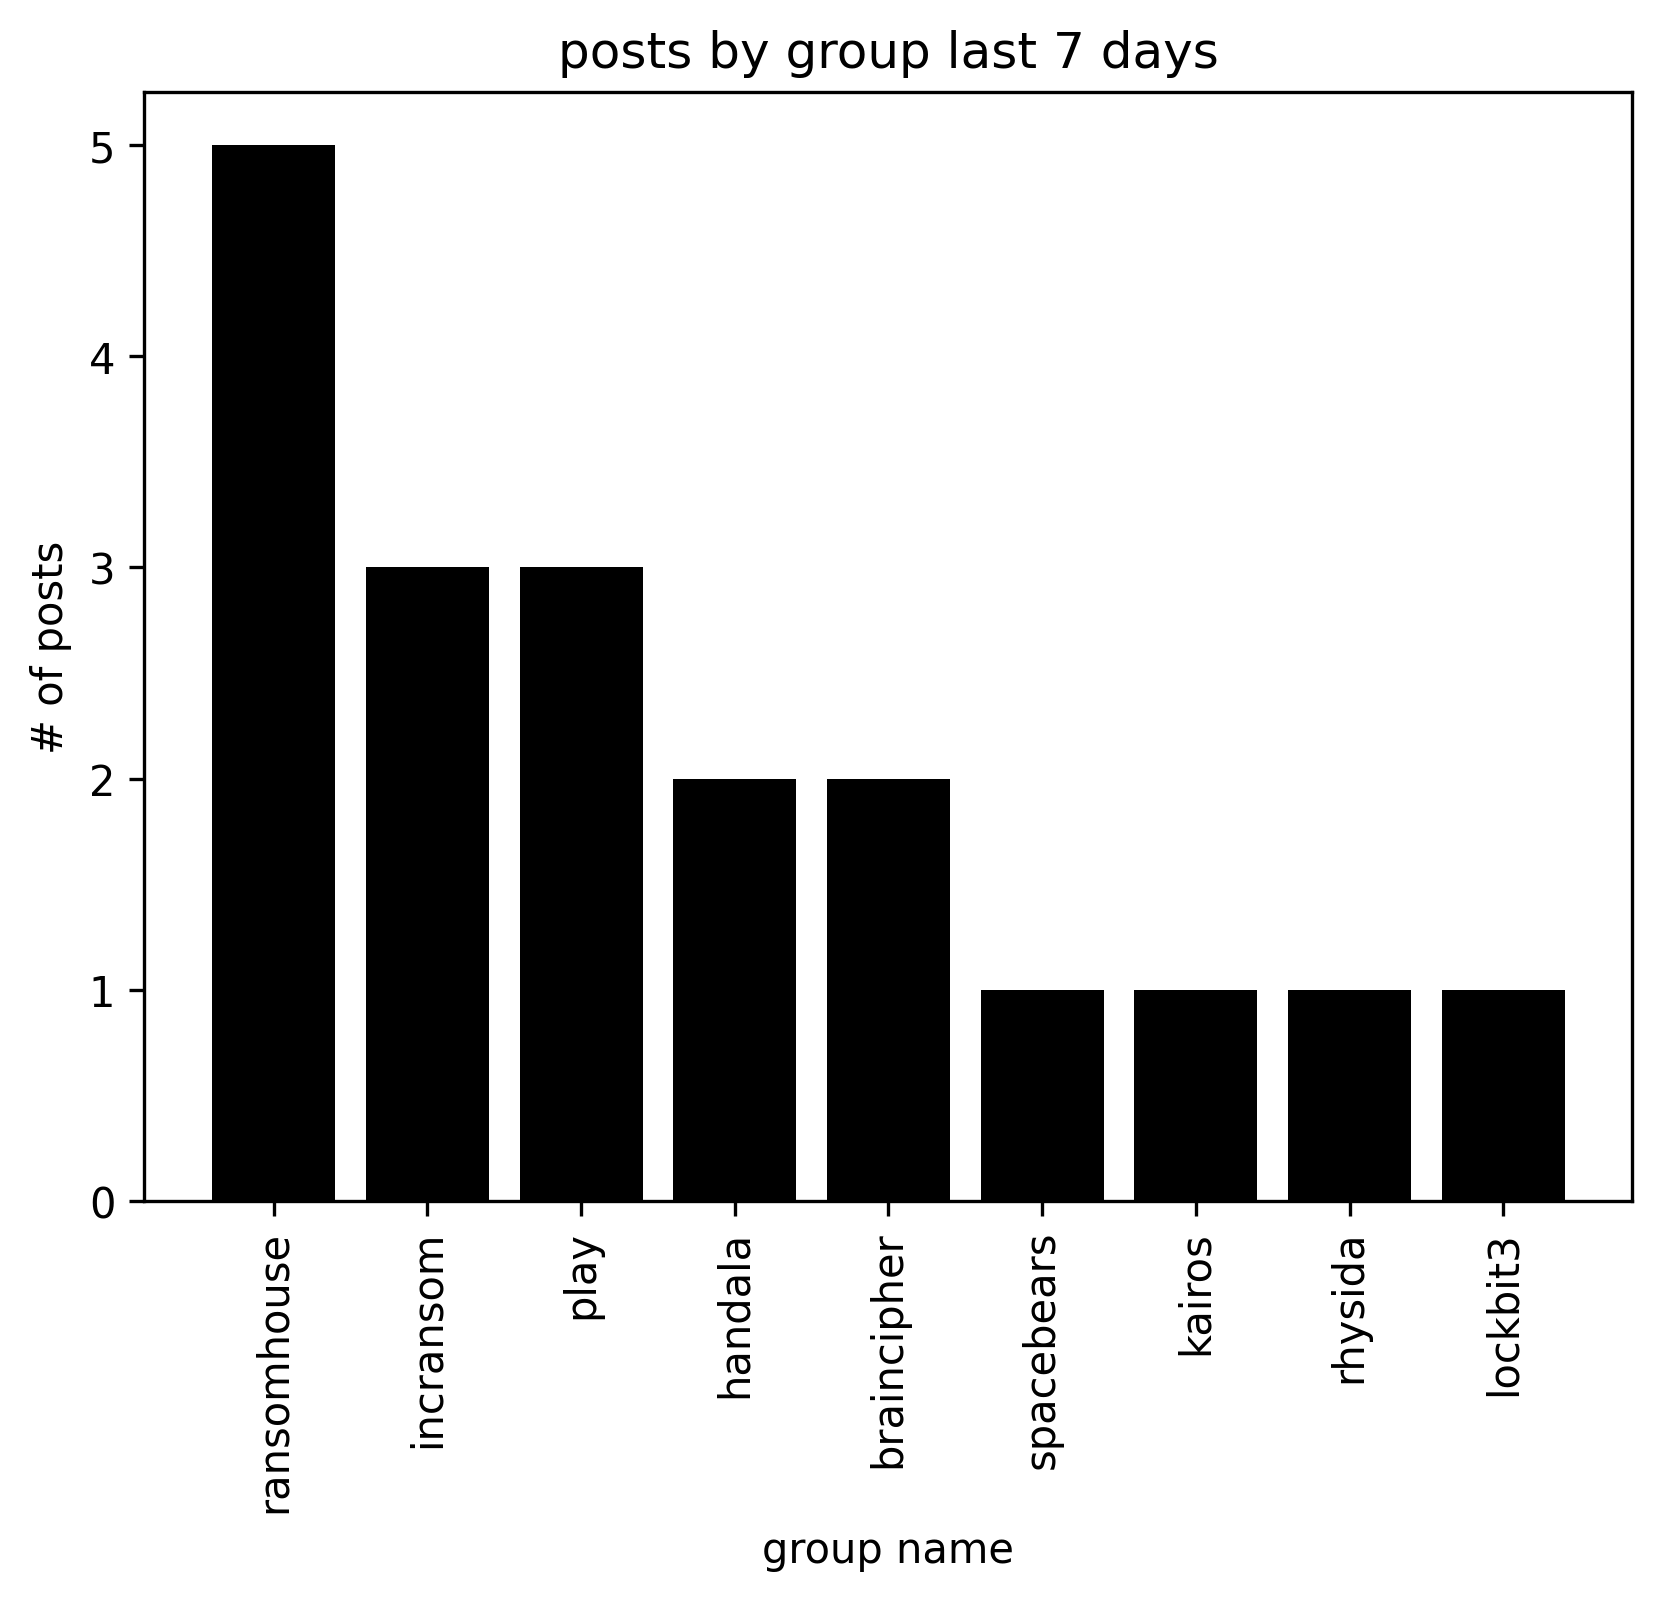 posts by group last 7 days
# of posts
5
4
3
2
1
0
ransomhouse
incransom
play
handala
braincipher
spacebears
kairos
rhysida
lockbit3
group name